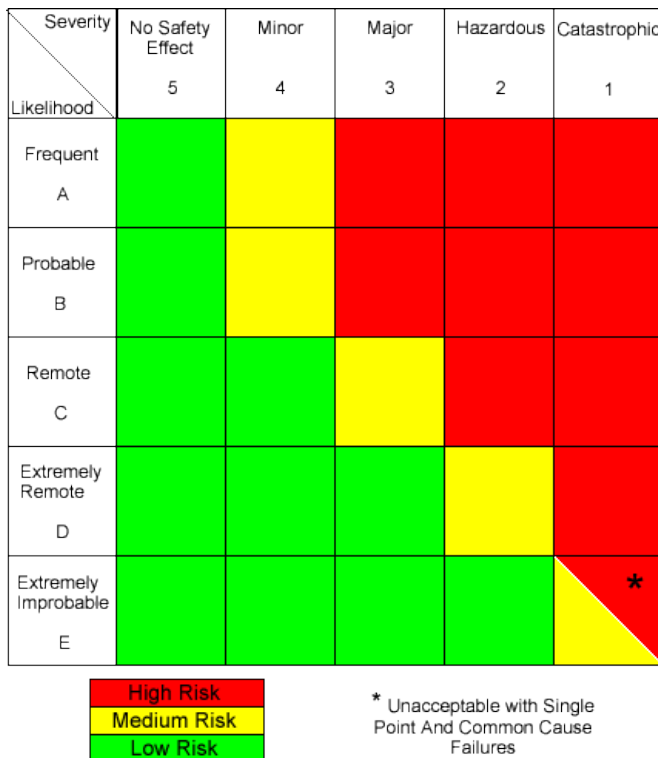 Severity
Likelihood
No Safety
Effect
5
Minor
4
Major
3
Hazardous
2
Catastrophic
1
Frequent
A
Probable
B
Remote
C
Extremely
Remote
D
Extremely
Improbable
E
*
High Risk
Medium Risk
Low Risk
* Unacceptable with Single
Point And Common Cause
Failures